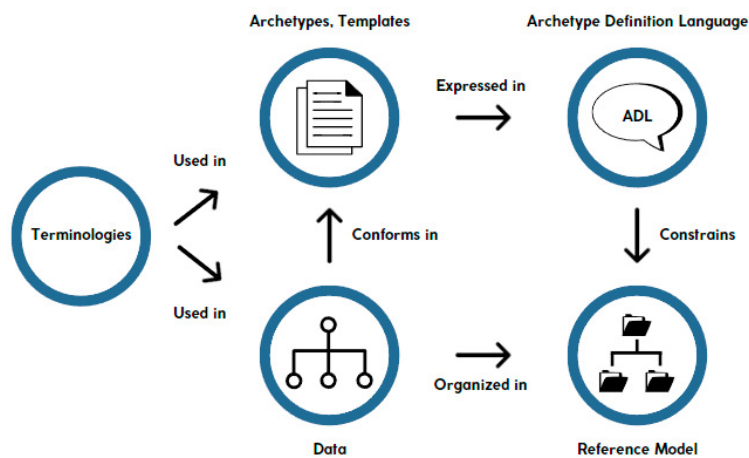 Archetypes, Templates
Archetype Definition Language
Expressed in
ADL
Used in
Terminologies
Conforms in
Constrains
Used in
Organized in
Data
Reference Model